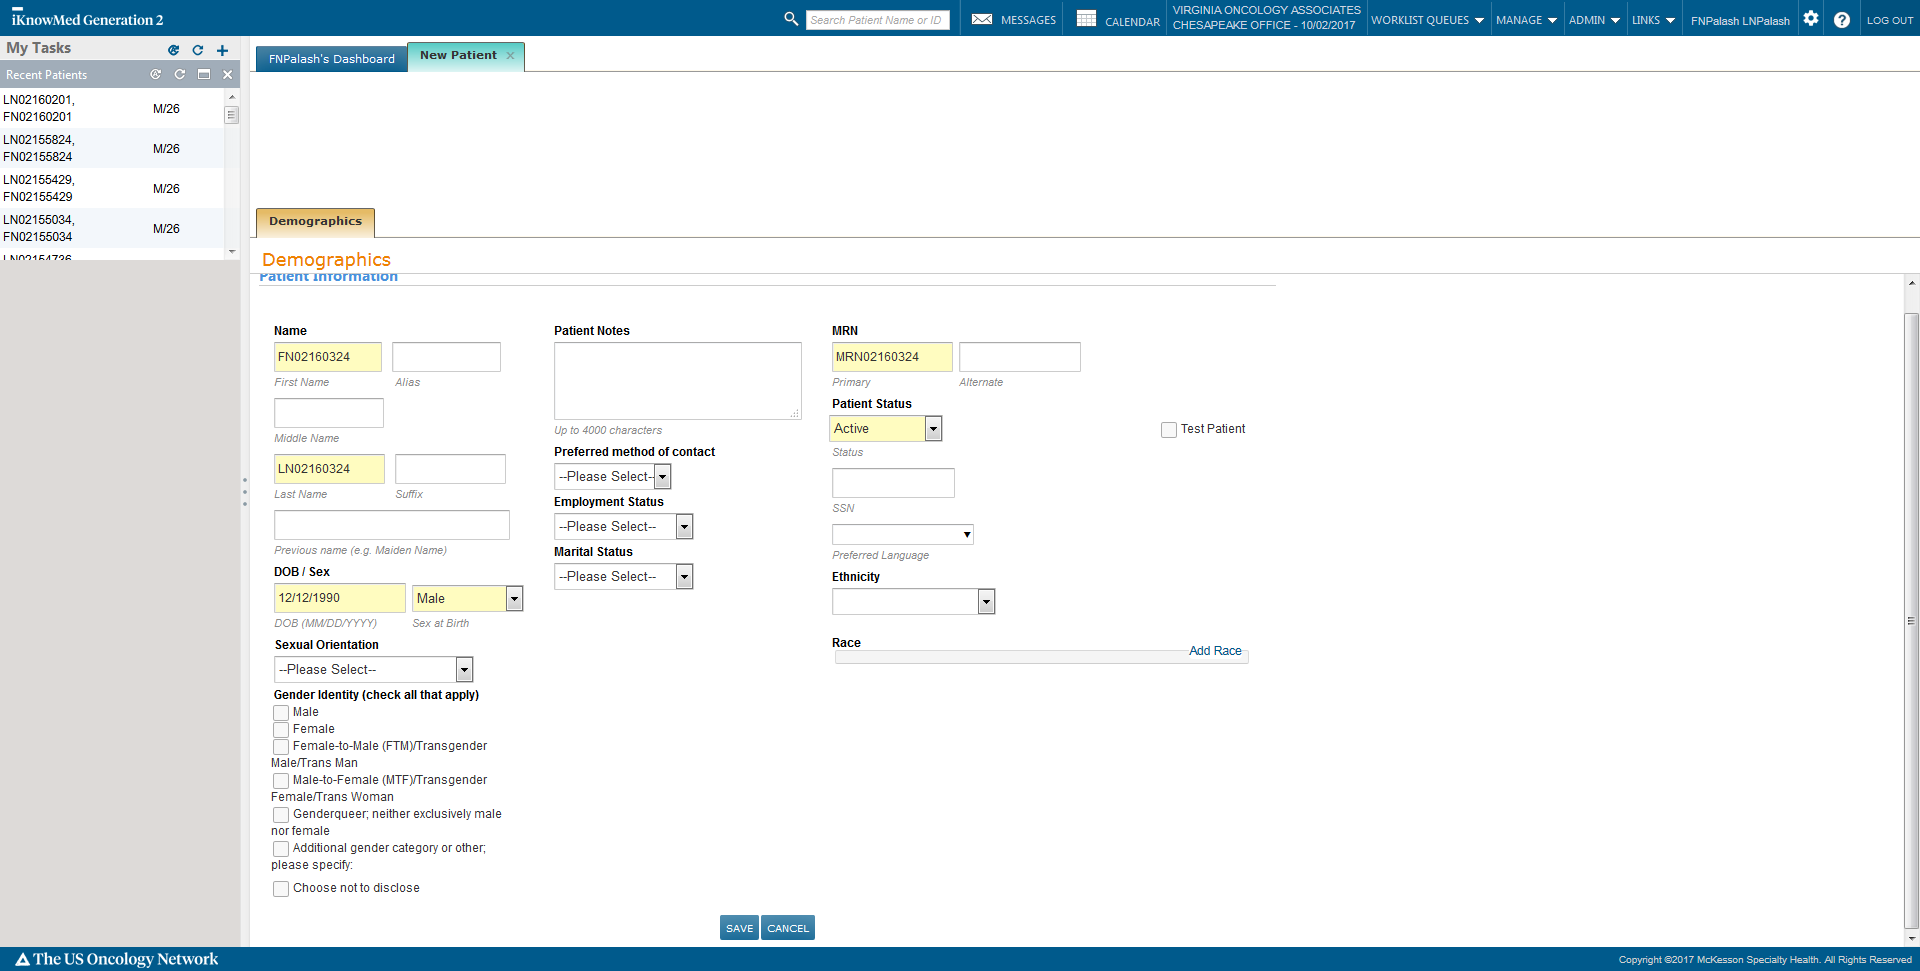 iKnowMed Generation 2
Search Patient Name or ID
MESSAGES
CALENDAR
VIRGINIA ONCOLOGY ASSOCIATES
CHESAPEAKE OFFICE - 10/02/2017
WORKLIST QUEUES
MANAGE
ADMIN
LINKS
FNPalash LNPalash
LOG OUT
My Tasks
Recent Patients
LN02160201,
FN02160201
M/26
LN02155824,
FN02155824
M/26
LN02155429,
FN02155429
M/26
LN02155034,
FN02155034
M/26
LN02154736,
FNPalash's Dashboard
New Patient
Demographics
Demographics
Patient Information
Name
FN02160324
First Name
Alias
Middle Name
LN02160324
Last Name
Suffix
Previous name (e.g. Maiden Name)
DOB / Sex
12/12/1990
Male
DOB (MM/DD/YYYY)
Sex at Birth
Sexual Orientation
--Please Select--
Gender Identity (check all that apply)
Male
Female
Female-to-Male (FTM)/Transgender
Male/Trans Man
Male-to-Female (MTF)/Transgender
Female/Trans Woman
Genderqueer; neither exclusively male
nor female
Additional gender category or other;
please specify:
Choose not to disclose
Patient Notes
Up to 4000 characters
Preferred method of contact
--Please Select--
Employment Status
--Please Select--
Marital Status
--Please Select--
MRN
MRN02160324
Primary
Alternate
Patient Status
Active
Status
Test Patient
SSN
Preferred Language
Ethnicity
Race
Add Race
SAVE
CANCEL
The US Oncology Network
Copyright ©2017 McKesson Specialty Health. All Rights Reserved